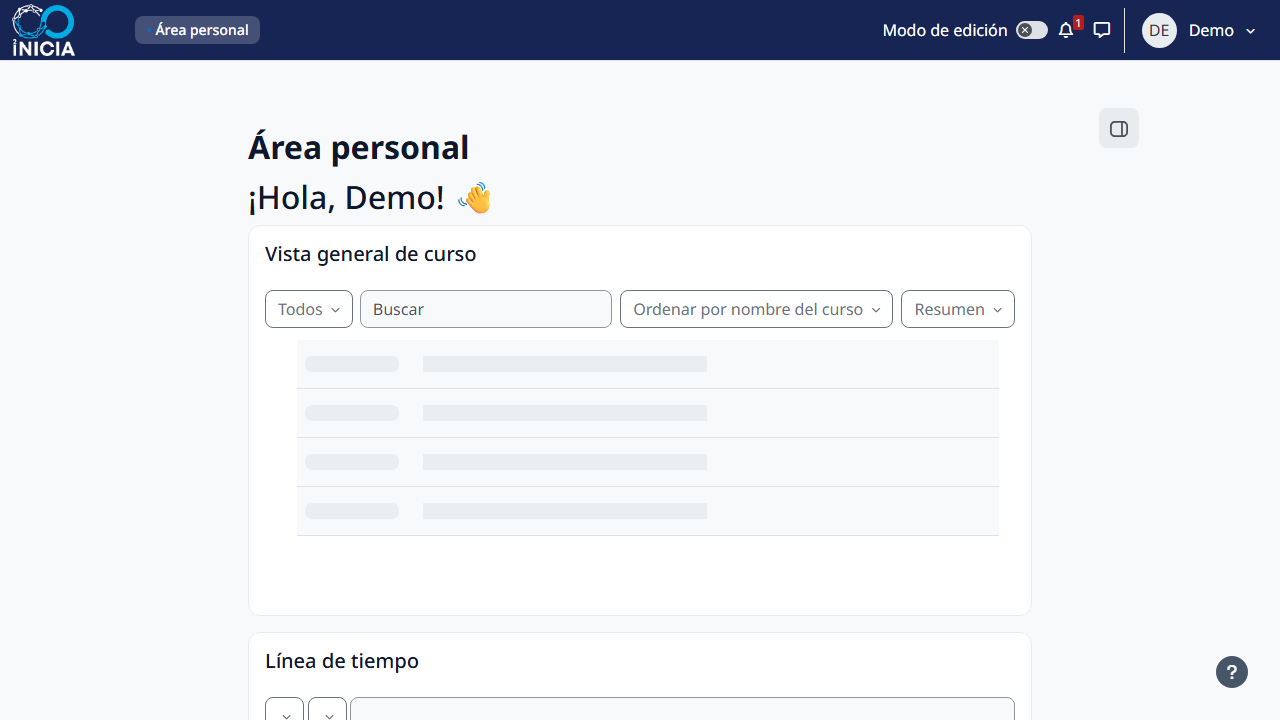 iNICIA
Área personal
Modo de edición
1
DE
Demo
Área personal
¡Hola, Demo! 👋
Vista general de curso
Todos
Buscar
Ordenar por nombre del curso
Resumen
Línea de tiempo
?